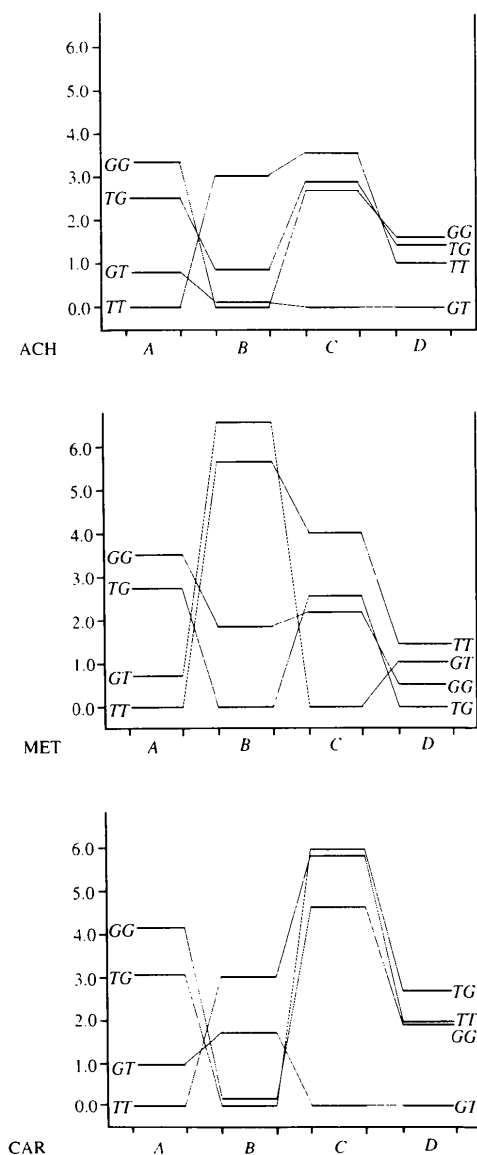 6.0
5.0
4.0
GG
3.0
TG
2.0
GG
TG
1.0
GT
TT
TT 0.0
GT
ACH A B C D
6.0
5.0
4.0
GG
3.0
TG
2.0
TT
1.0
GT
GT
GG
TT 0.0
TG
MET A B C D
6.0
5.0
GG 4.0
TG 3.0
TG
2.0
TT
GG
GT 1.0
TT 0.0
GT
CAR A B C D